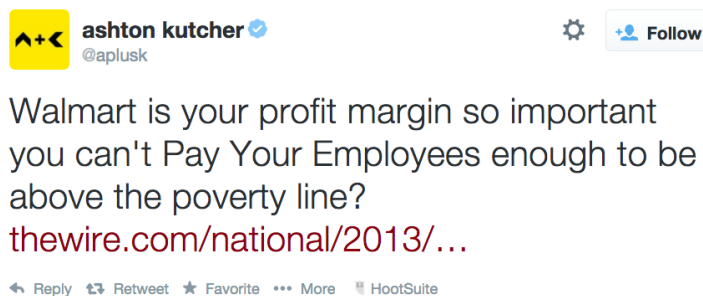 ashton kutcher
@aplusk
Follow
Walmart is your profit margin so important
you can't Pay Your Employees enough to be
above the poverty line?
thewire.com/national/2013/...
Reply Retweet Favorite More HootSuite